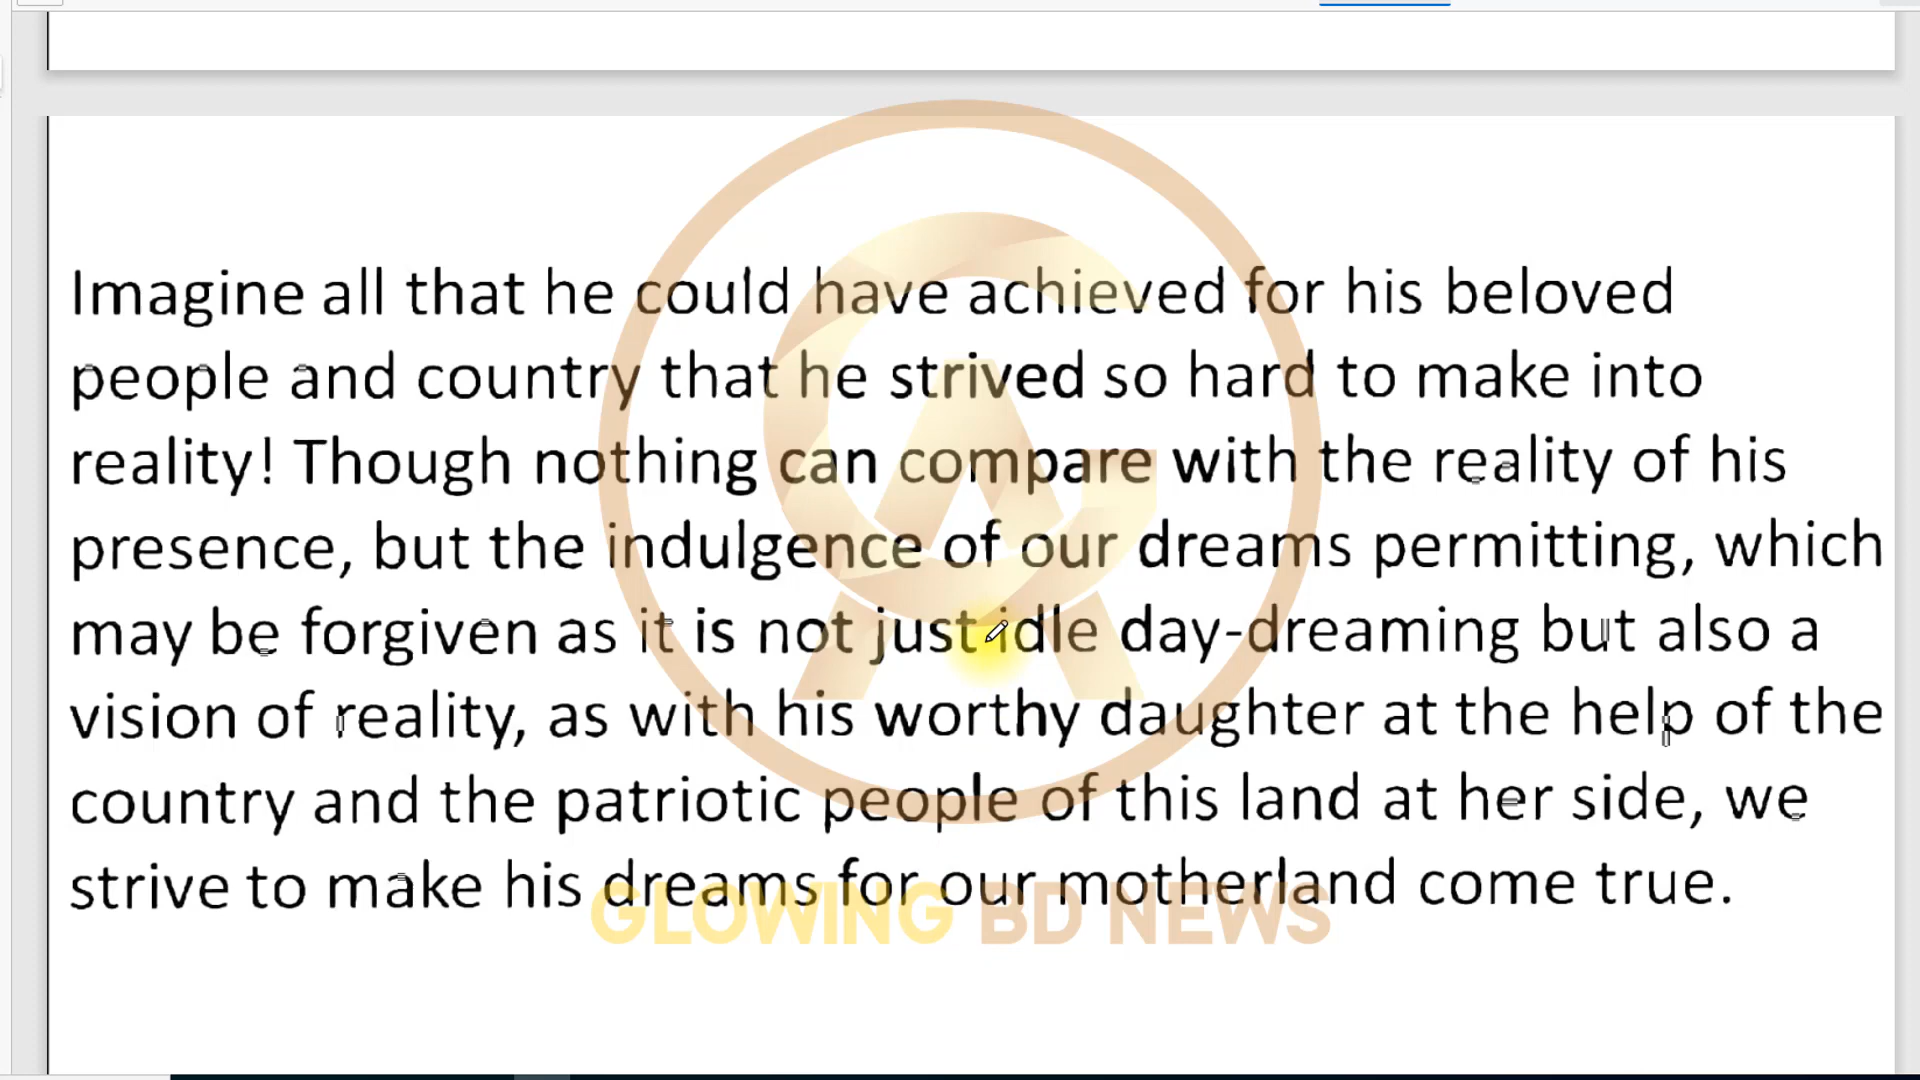 Imagine all that he could have achieved for his beloved
people and country that he strived so hard to make into
reality! Though nothing can compare with the reality of his
presence, but the indulgence of our dreams permitting, which
may be forgiven as it is not just idle day-dreaming but also a
vision of reality, as with his worthy daughter at the help of the
country and the patriotic people of this land at her side, we
strive to make his dreams for our motherland come true.
GLOWING BD NEWS